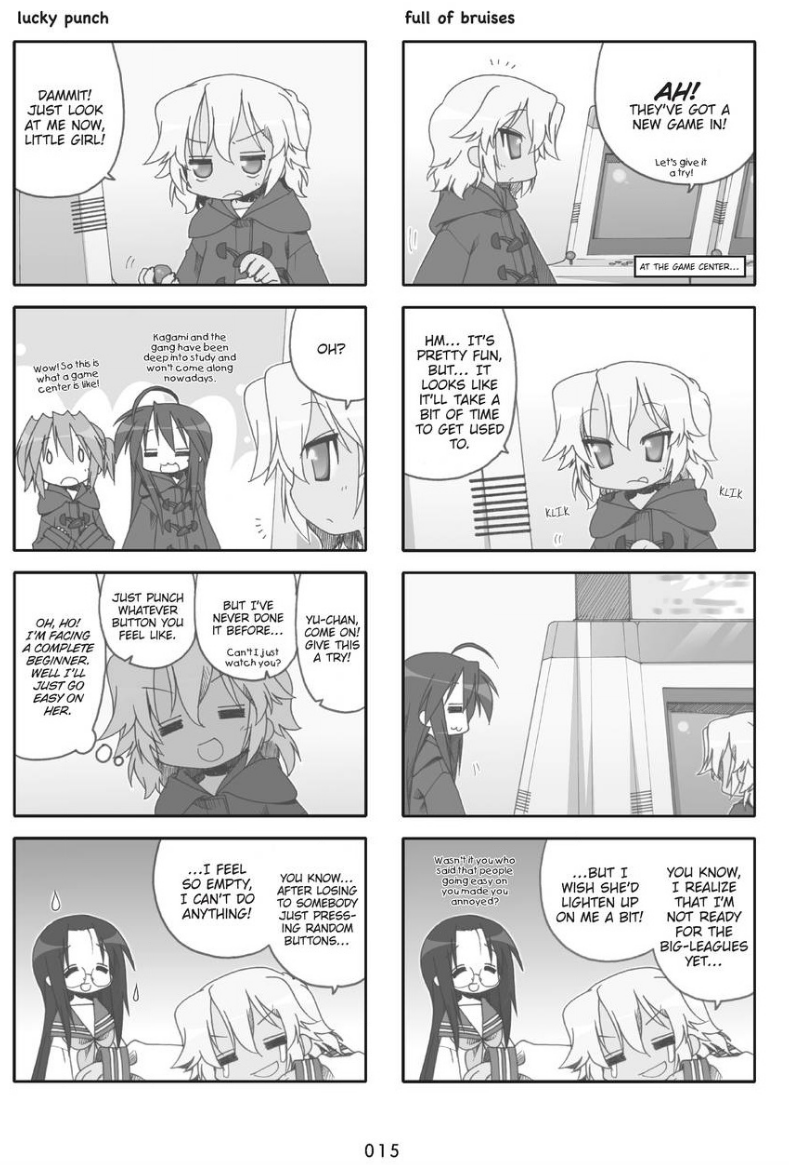 full of bruises
AH!
THEY'VE GOT A
NEW GAME IN!
Let's give it
a try!
AT THE GAME CENTER...
HM... IT'S
PRETTY FUN,
BUT... IT
LOOKS LIKE
IT'LL TAKE A
BIT OF TIME
TO GET USED
TO.
KLIK
KLIK
YOU KNOW,
I REALIZE
THAT I'M
NOT READY
FOR THE
BIG-LEAGUES
YET...
...BUT I
WISH SHE'D
LIGHTEN UP
ON ME A BIT!
Wasn't it you who
said that people
going easy on
you made you
annoyed?
lucky punch
DAMMIT!
JUST LOOK
AT ME NOW,
LITTLE GIRL!
OH?
Kagami and the
gang have been
deep into study and
won't come along
nowadays.
Wow! So this is
what a game
center is like!
YU-CHAN,
COME ON!
GIVE THIS
A TRY!
BUT I'VE
NEVER DONE
IT BEFORE...
Can't I just
watch you?
JUST PUNCH
WHATEVER
BUTTON YOU
FEEL LIKE.
OH, HO!
I'M FACING
A COMPLETE
BEGINNER.
WELL I'LL
JUST GO
EASY ON
HER.
YOU KNOW...
AFTER LOSING
TO SOMEBODY
JUST PRESS-
ING RANDOM
BUTTONS...
...I FEEL
SO EMPTY,
I CAN'T DO
ANYTHING!
015